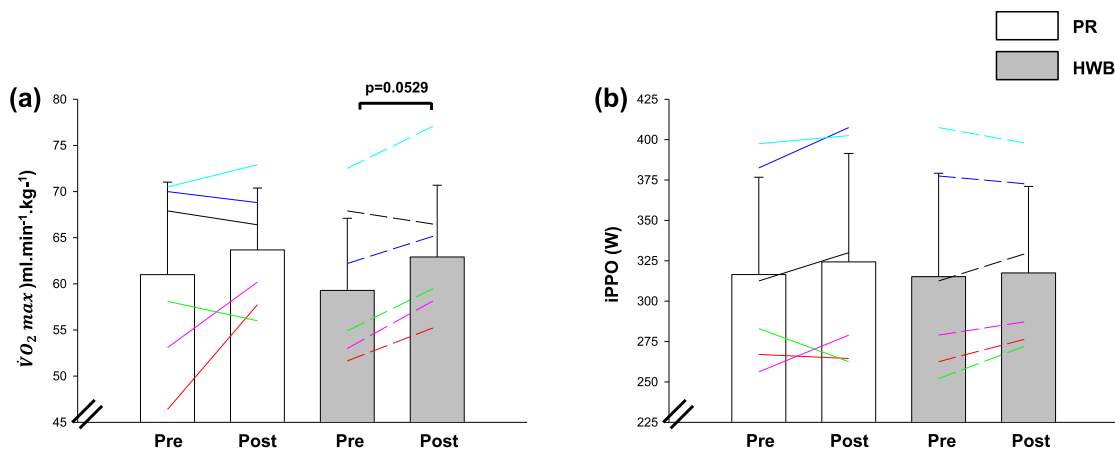 PR
HWB
(a)
p=0.0529
V̇O₂ max )ml.min⁻¹.kg⁻¹)
80
75
70
65
60
55
50
45
Pre
Post
Pre
Post
(b)
iPPO (W)
425
400
375
350
325
300
275
250
225
Pre
Post
Pre
Post